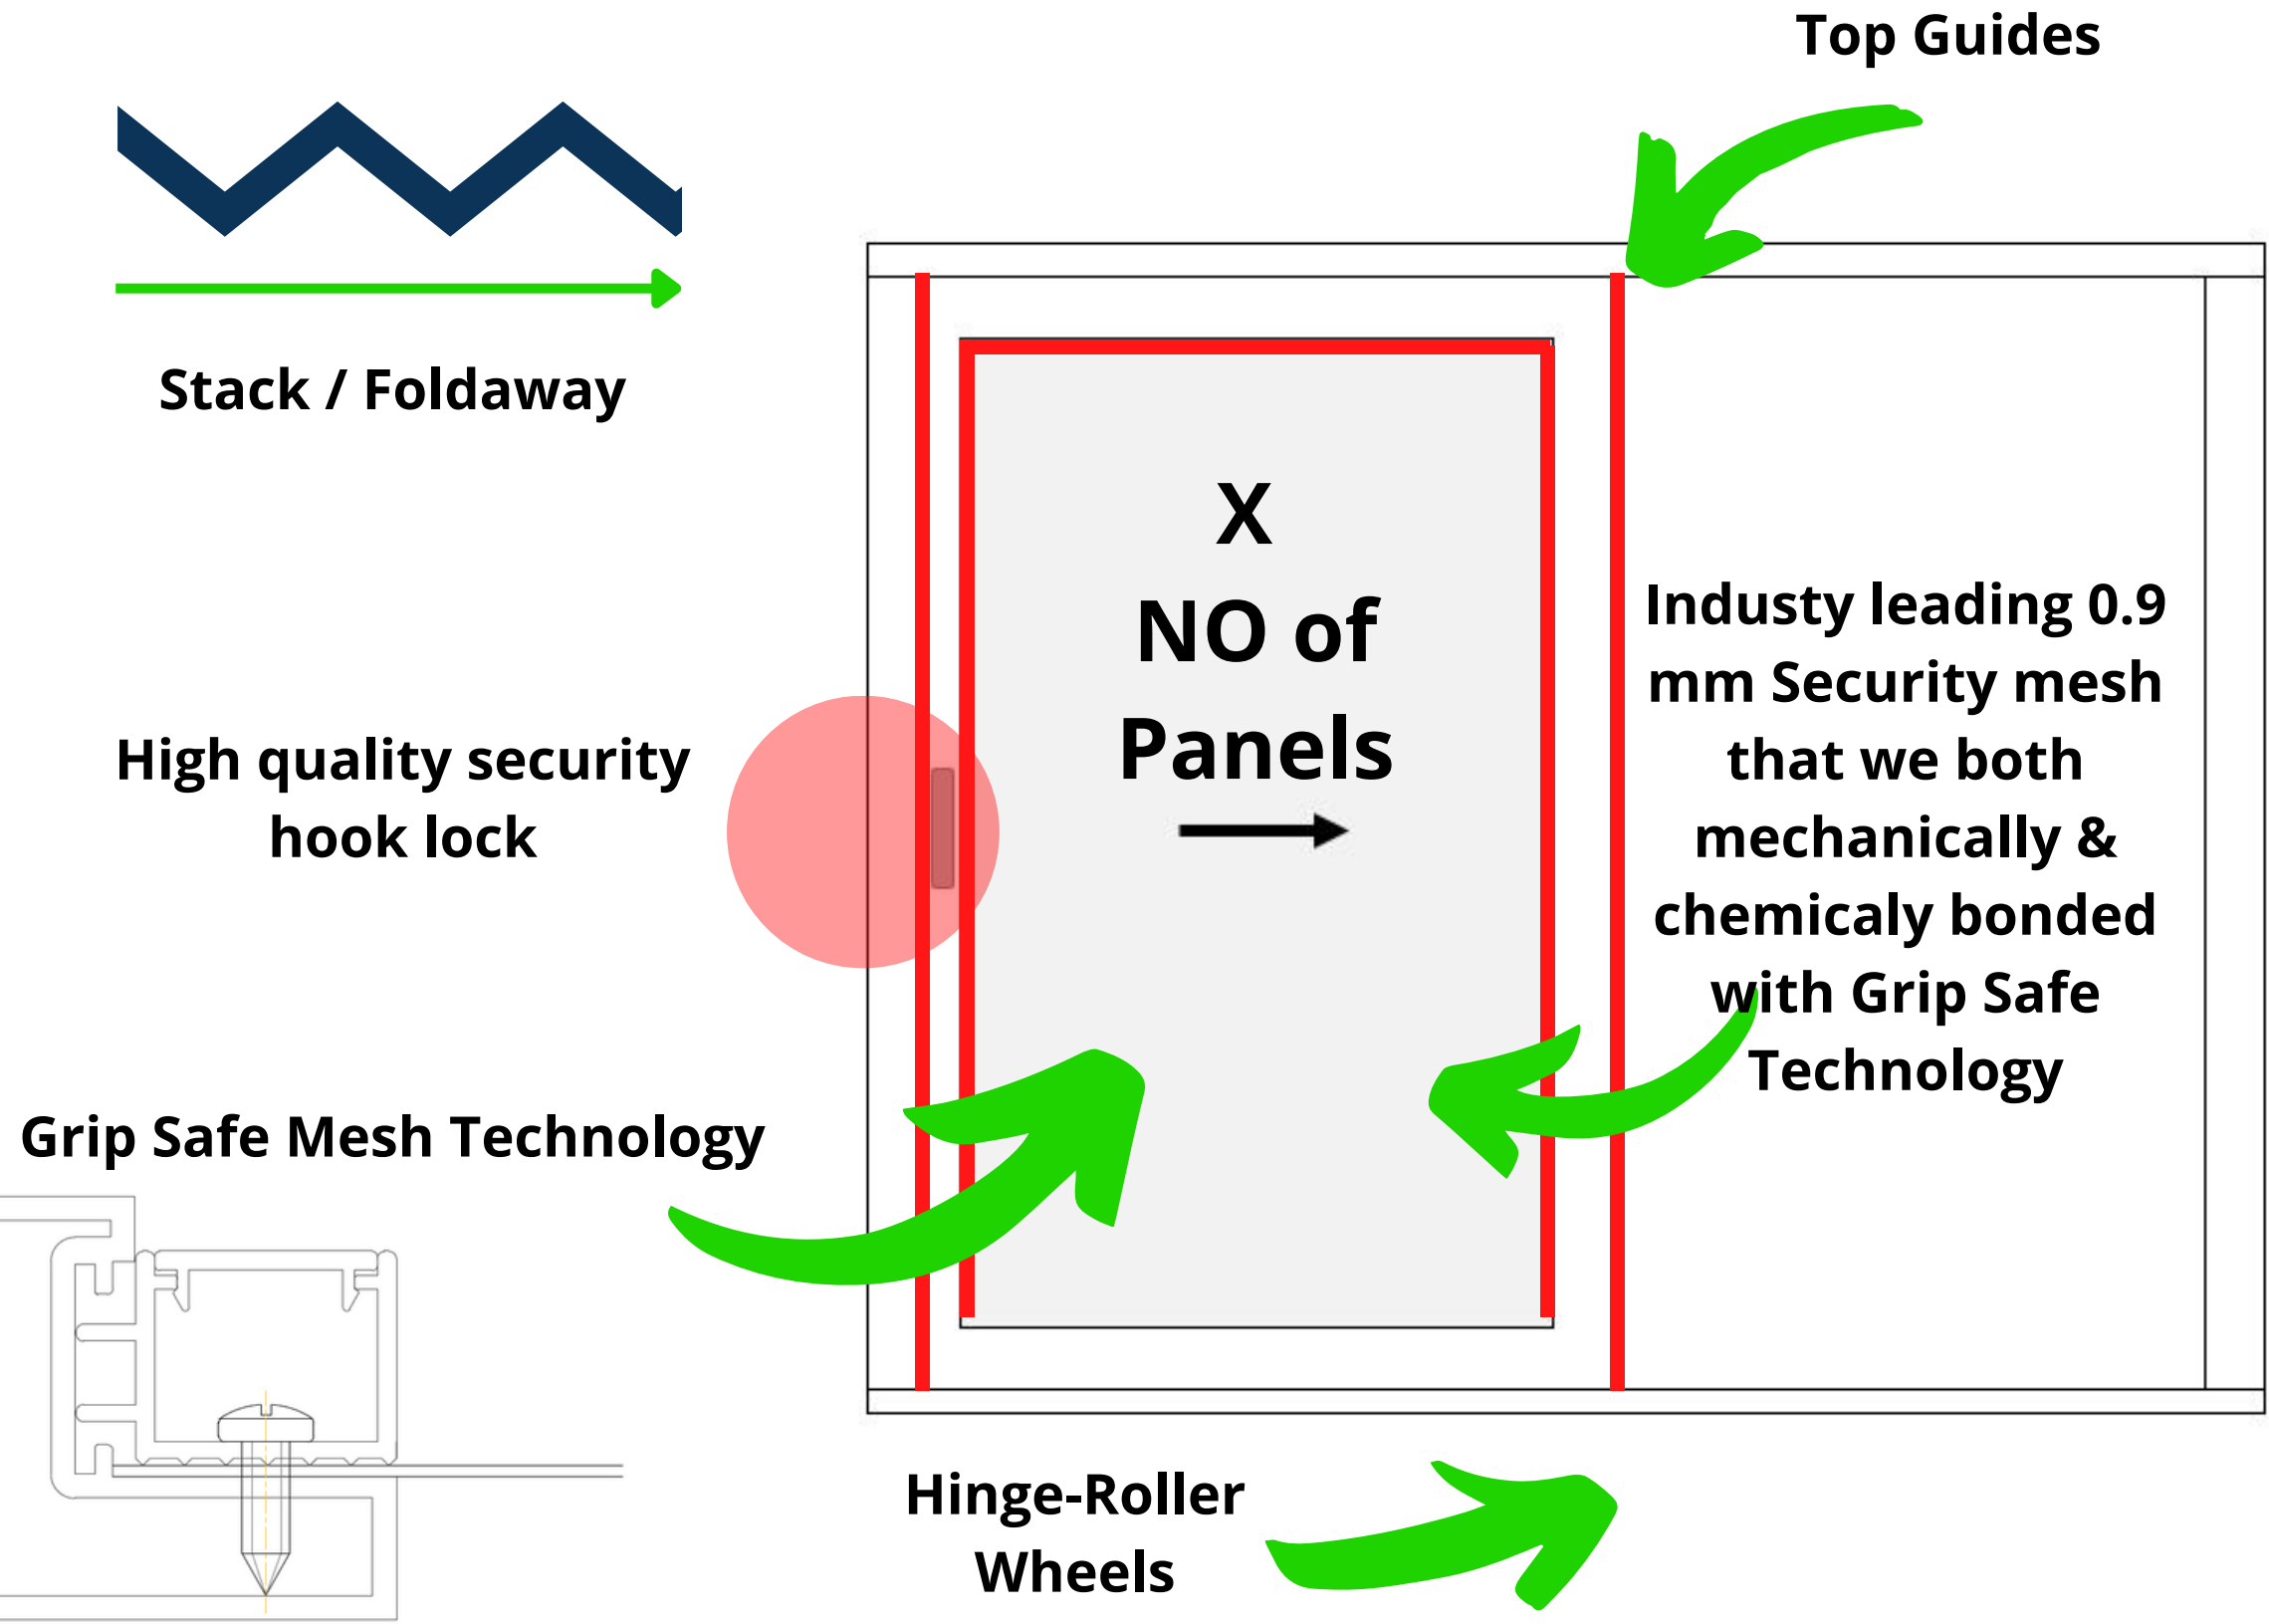 Top Guides
Stack / Foldaway
X
NO of
Panels
Industy leading 0.9
mm Security mesh
that we both
mechanically &
chemicaly bonded
with Grip Safe
Technology
High quality security
hook lock
Grip Safe Mesh Technology
Hinge-Roller
Wheels